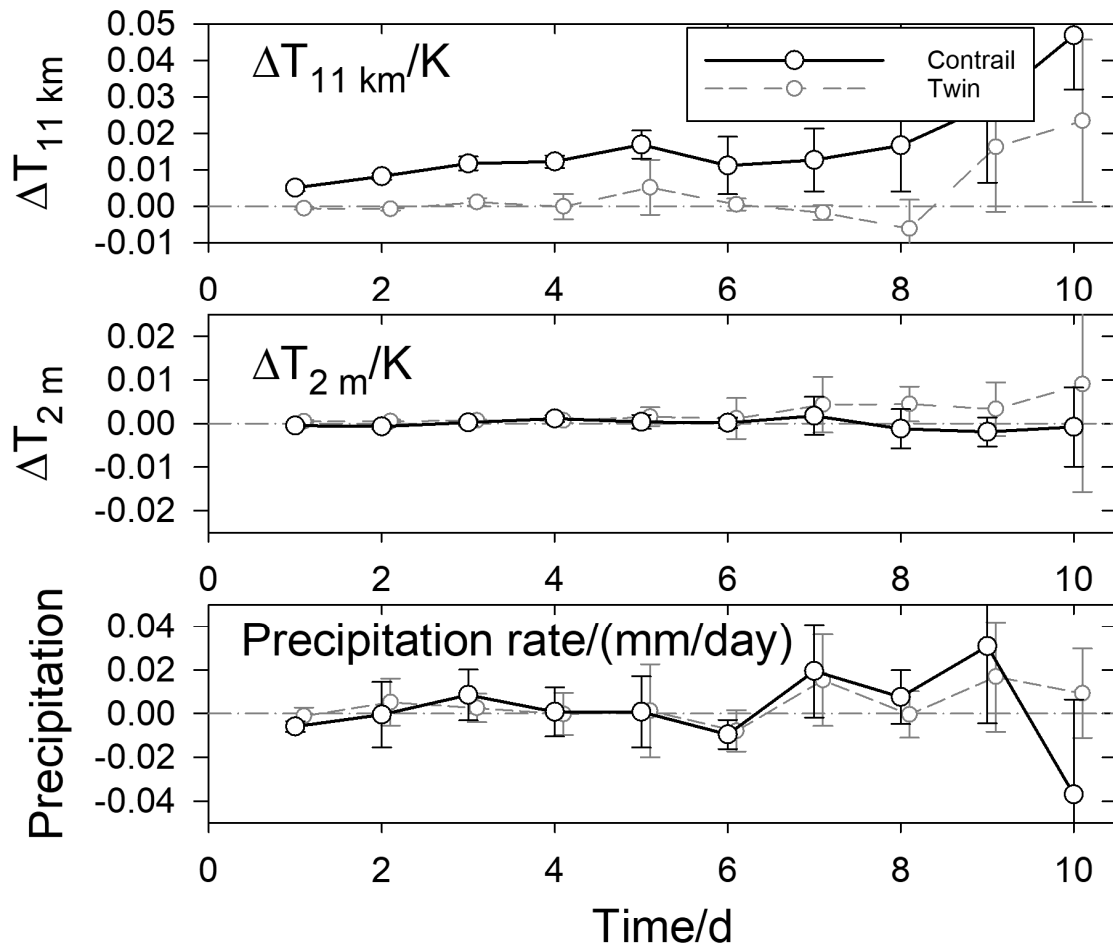 0.05
0.04
0.03
0.02
0.01
0.00
-0.01
ΔT11 km
ΔT11 km/K
Contrail
Twin
0 2 4 6 8 10
0.02
0.01
0.00
-0.01
-0.02
ΔT2 m
ΔT2 m/K
0 2 4 6 8 10
0.04
0.02
0.00
-0.02
-0.04
Precipitation
Precipitation rate/(mm/day)
0 2 4 6 8 10
Time/d